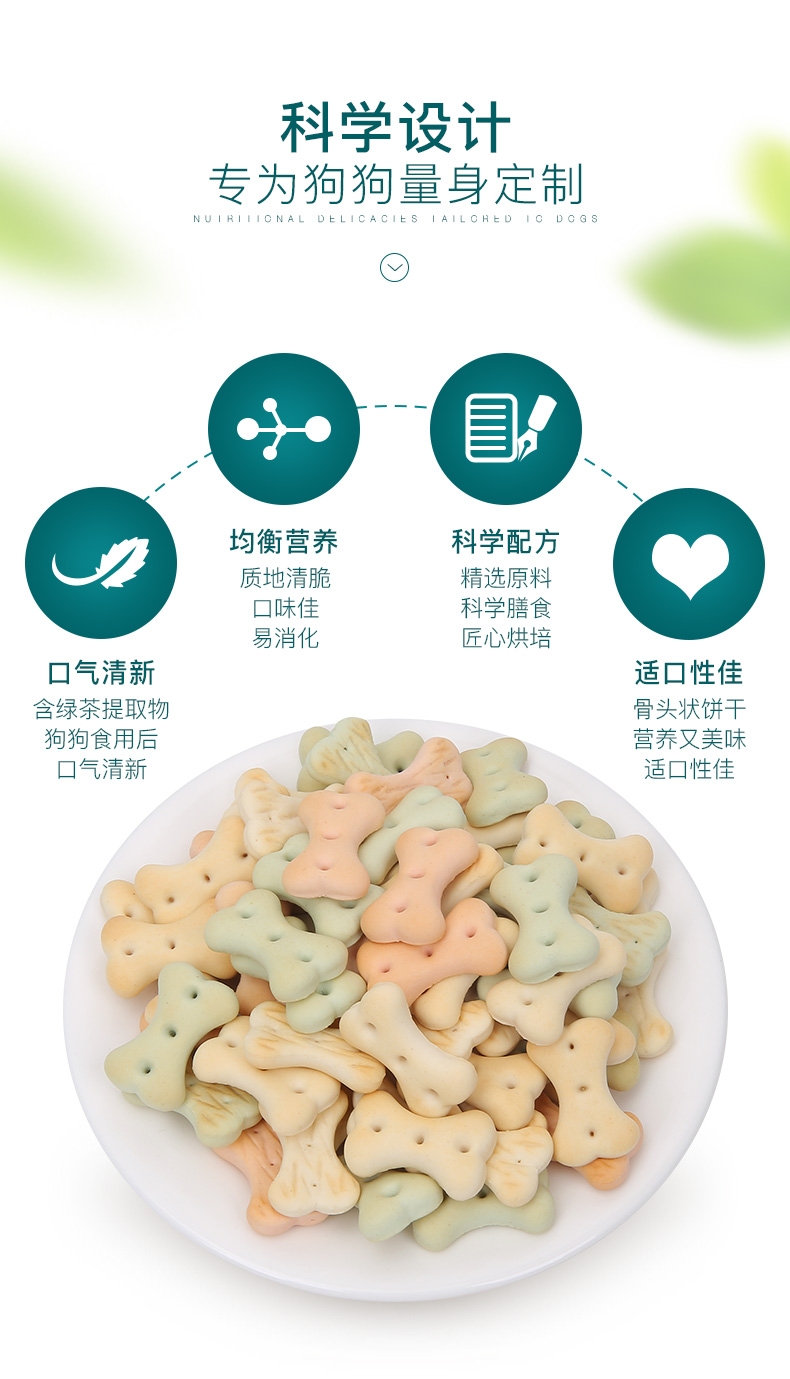 科学设计
专为狗狗量身定制
NUTRITIONAL DELICACIES TAILORED TO DOGS
均衡营养
质地清脆
口味佳
易消化
科学配方
精选原料
科学膳食
匠心烘培
口气清新
含绿茶提取物
狗狗食用后
口气清新
适口性佳
骨头状饼干
营养又美味
适口性佳